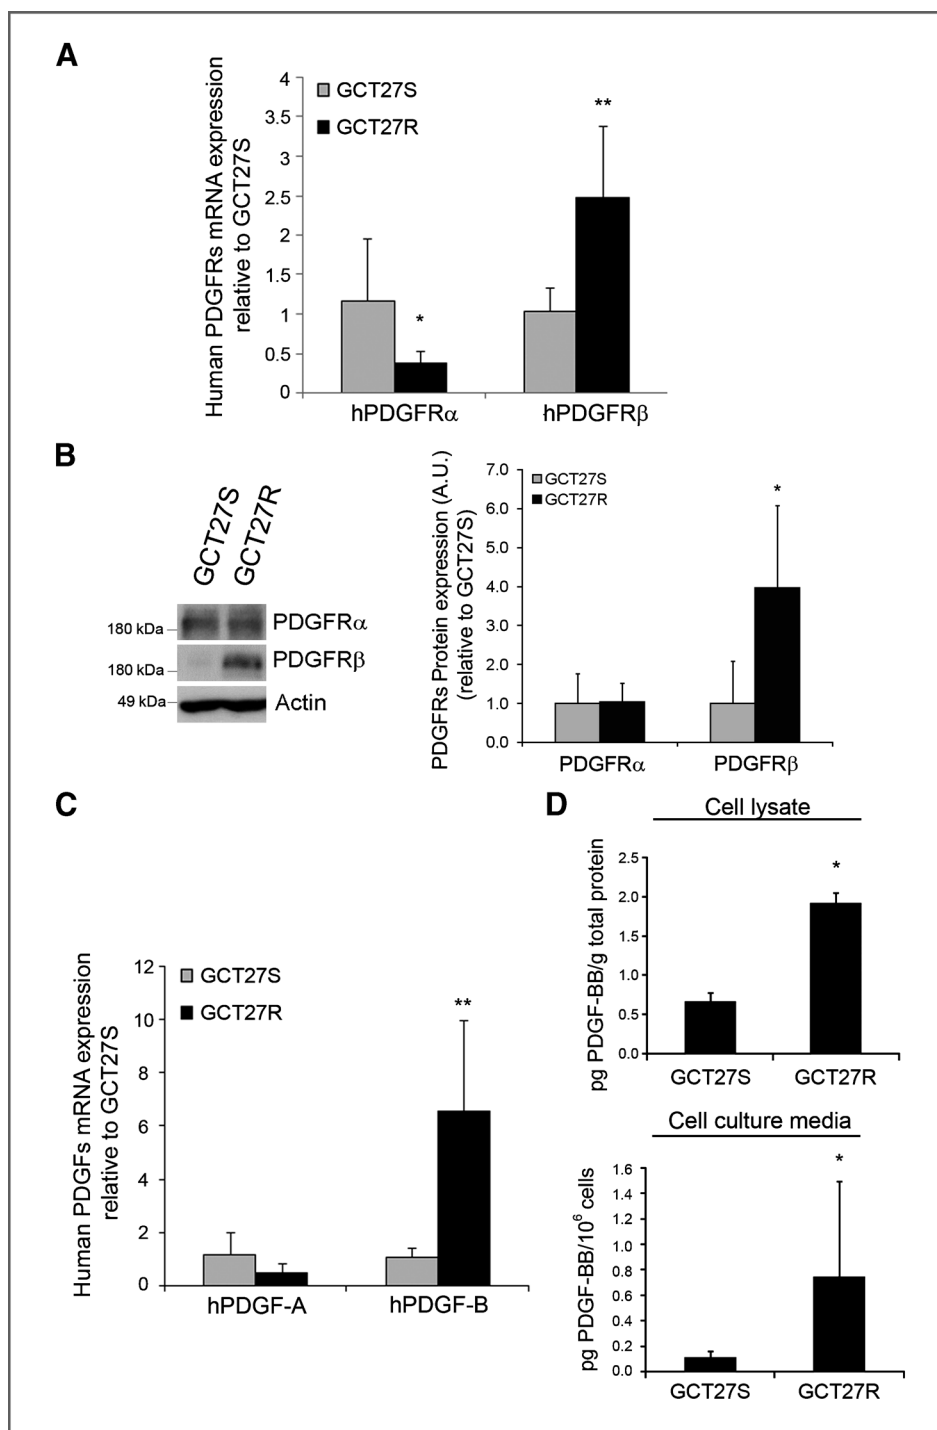 A
Human PDGFRs mRNA expression
relative to GCT27S
4
3.5
3
2.5
2
1.5
1
0.5
0
GCT27S
GCT27R
*
**
hPDGFRα
hPDGFRβ
B
GCT27S
GCT27R
180 kDa
PDGFRα
180 kDa
PDGFRβ
49 kDa
Actin
PDGFRs Protein expression (A.U.)
(relative to GCT27S)
7.0
6.0
5.0
4.0
3.0
2.0
1.0
0.0
GCT27S
GCT27R
*
PDGFRα
PDGFRβ
C
Human PDGFs mRNA expression
relative to GCT27S
12
10
8
6
4
2
0
GCT27S
GCT27R
**
hPDGF-A
hPDGF-B
D
Cell lysate
pg PDGF-BB/g total protein
2.5
2.0
1.5
1.0
0.5
0.0
*
GCT27S
GCT27R
Cell culture media
pg PDGF-BB/10⁶ cells
1.6
1.4
1.2
1.0
0.8
0.6
0.4
0.2
0.0
*
GCT27S
GCT27R